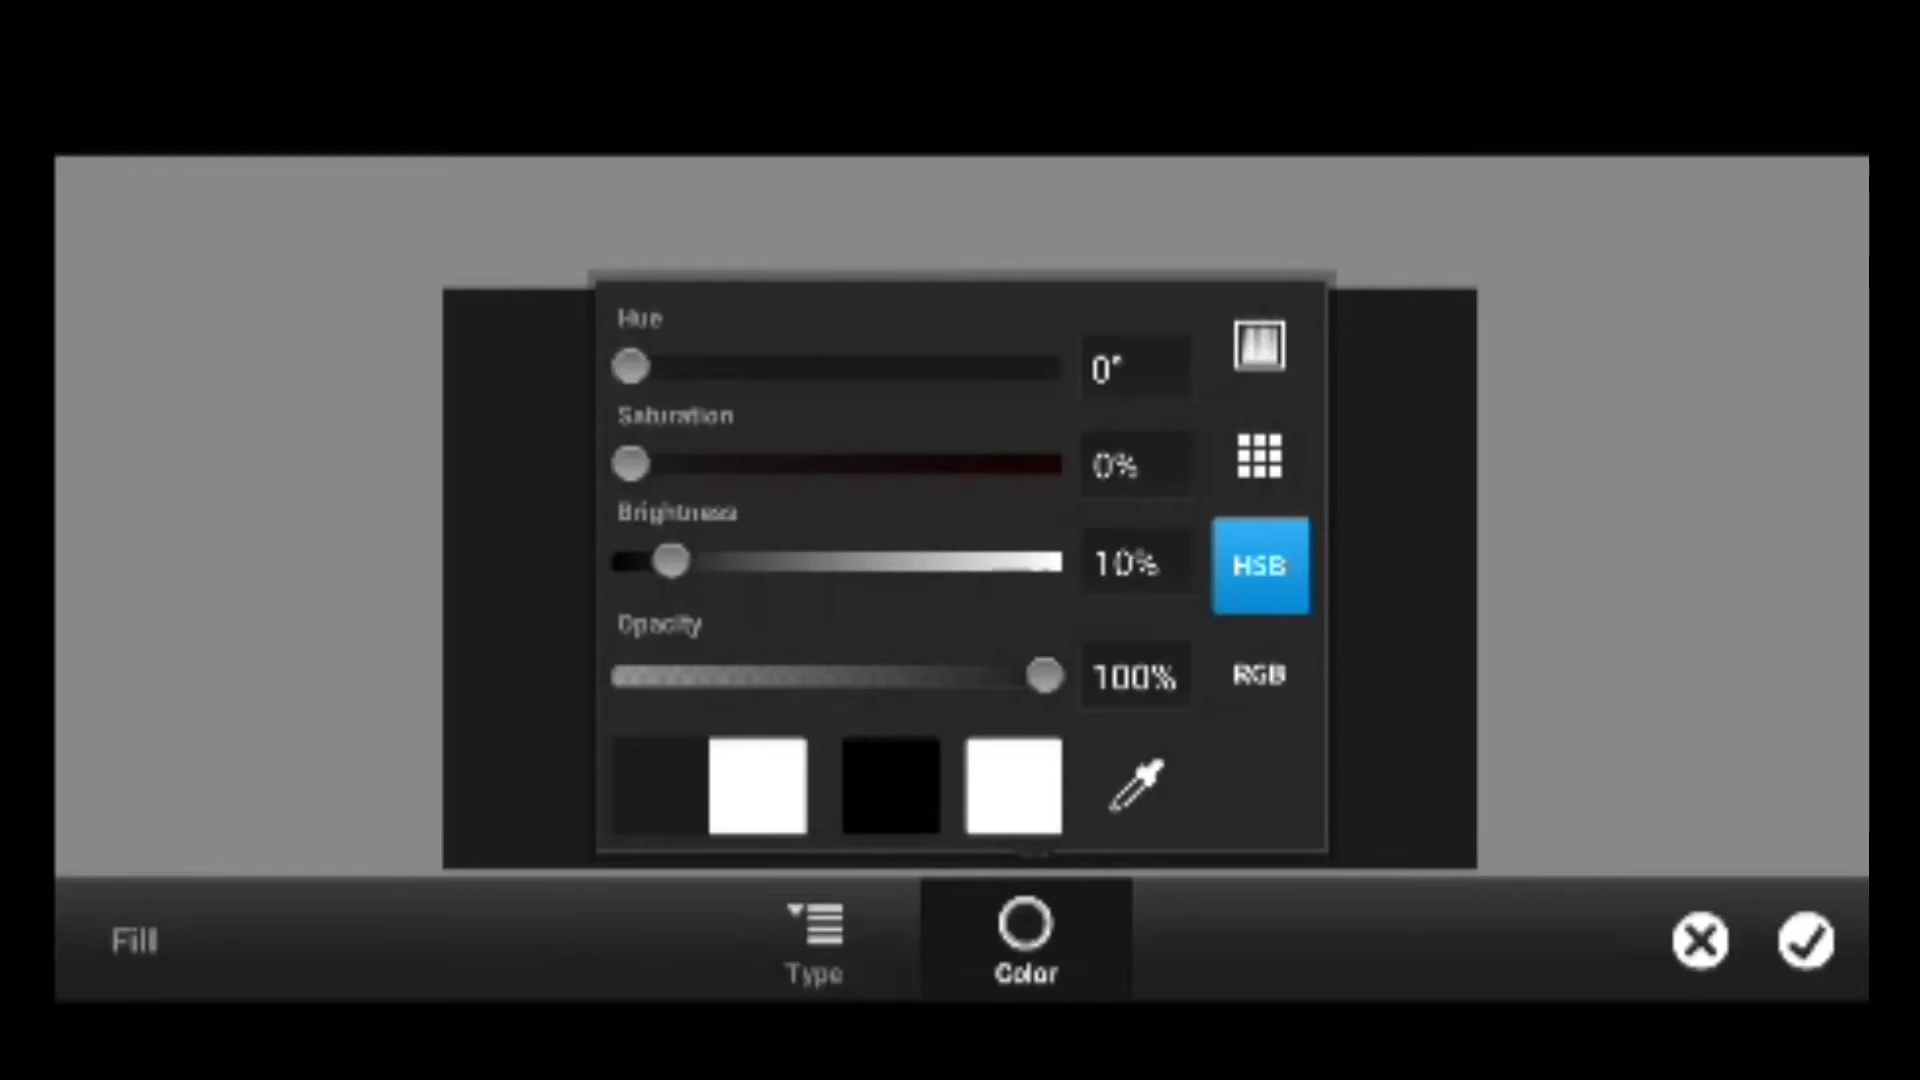 Hue
0°
Saturation
0%
Brightness
10%
HSB
Opacity
100%
RGB
Fill
Type
Color